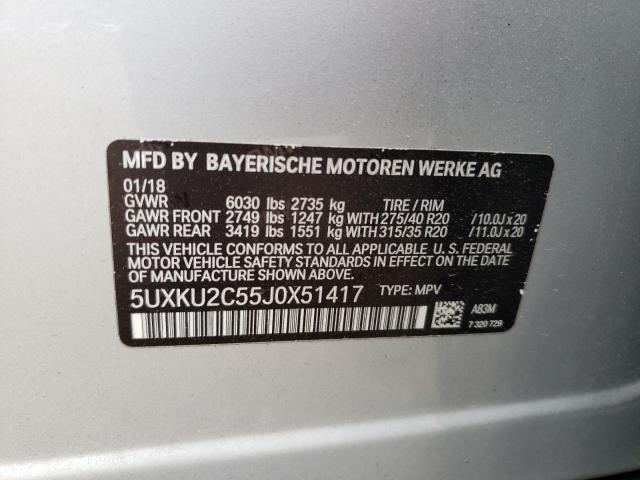 MFD BY BAYERISCHE MOTOREN WERKE AG
01/18
GVWR 6030 lbs 2735 kg TIRE / RIM
GAWR FRONT 2749 lbs 1247 kg WITH 275/40 R20 / 10.0J x 20
GAWR REAR 3419 lbs 1551 kg WITH 315/35 R20 / 11.0J x 20
THIS VEHICLE CONFORMS TO ALL APPLICABLE U. S. FEDERAL
MOTOR VEHICLE SAFETY STANDARDS IN EFFECT ON THE DATE
OF MANUFACTURE SHOWN ABOVE.
5UXKU2C55J0X51417 TYPE: MPV
A83M
7 320 729